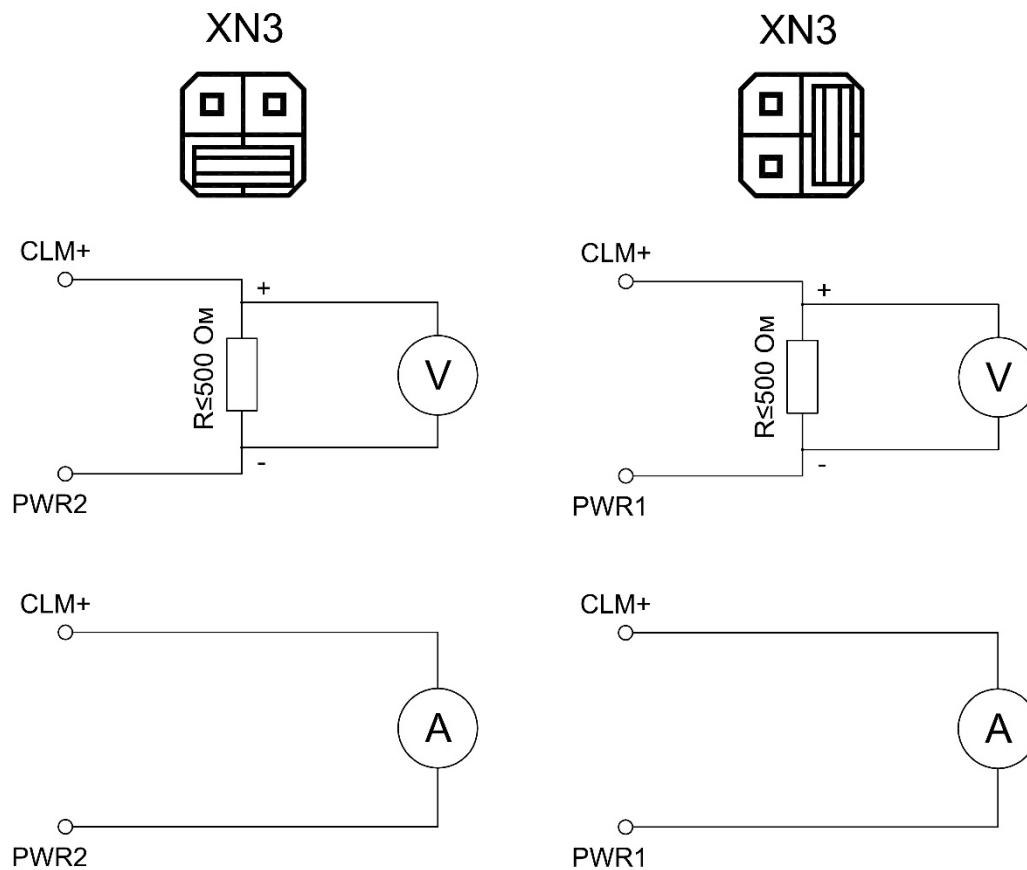 XN3
XN3
CLM+
+
R≤500 Ом
V
-
PWR2
CLM+
+
R≤500 Ом
V
-
PWR1
CLM+
A
PWR2
CLM+
A
PWR1